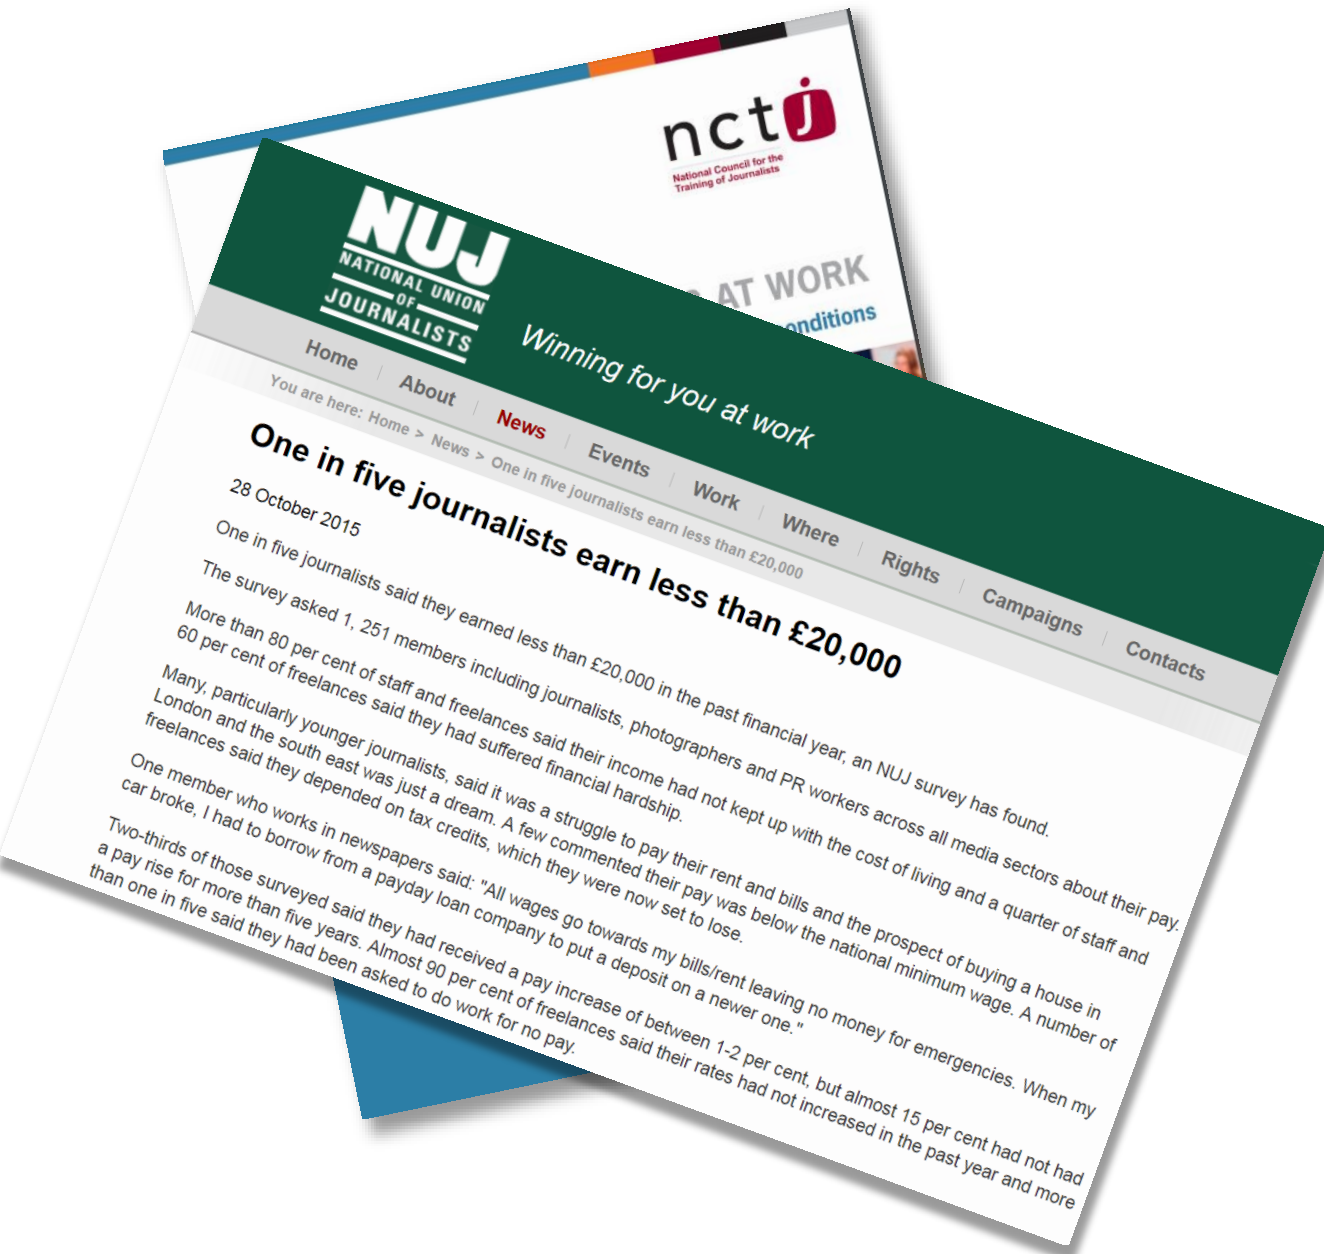 nctj
National Council for the
Training of Journalists
AT WORK
onditions
NUJ
NATIONAL UNION
OF
JOURNALISTS
Winning for you at work
Home
About
News
Events
Work
Where
Rights
Campaigns
Contacts
You are here: Home > News > One in five journalists earn less than £20,000
One in five journalists earn less than £20,000
28 October 2015
One in five journalists said they earned less than £20,000 in the past financial year, an NUJ survey has found.
The survey asked 1, 251 members including journalists, photographers and PR workers across all media sectors about their pay.
More than 80 per cent of staff and freelances said their income had not kept up with the cost of living and a quarter of staff and
60 per cent of freelances said they had suffered financial hardship.
Many, particularly younger journalists, said it was a struggle to pay their rent and bills and the prospect of buying a house in
London and the south east was just a dream. A few commented their pay was below the national minimum wage. A number of
freelances said they depended on tax credits, which they were now set to lose.
One member who works in newspapers said: "All wages go towards my bills/rent leaving no money for emergencies. When my
car broke, I had to borrow from a payday loan company to put a deposit on a newer one."
Two-thirds of those surveyed said they had received a pay increase of between 1-2 per cent, but almost 15 per cent had not had
a pay rise for more than five years. Almost 90 per cent of freelances said their rates had not increased in the past year and more
than one in five said they had been asked to do work for no pay.